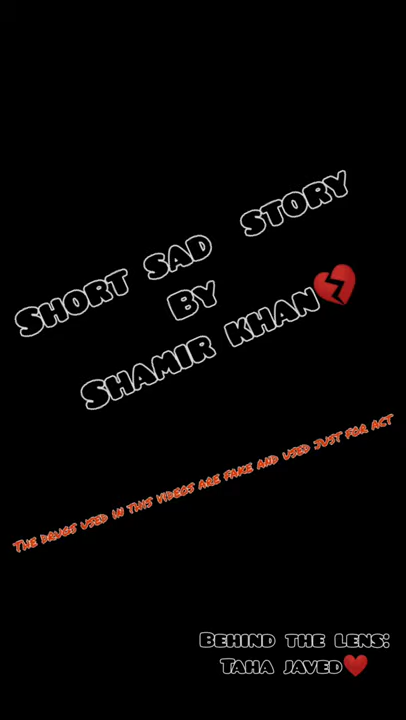 Short sad story
By
Shamir khan💔
The drugs used in this videos are fake and used just for act
Behind the lens:
Taha javed❤️